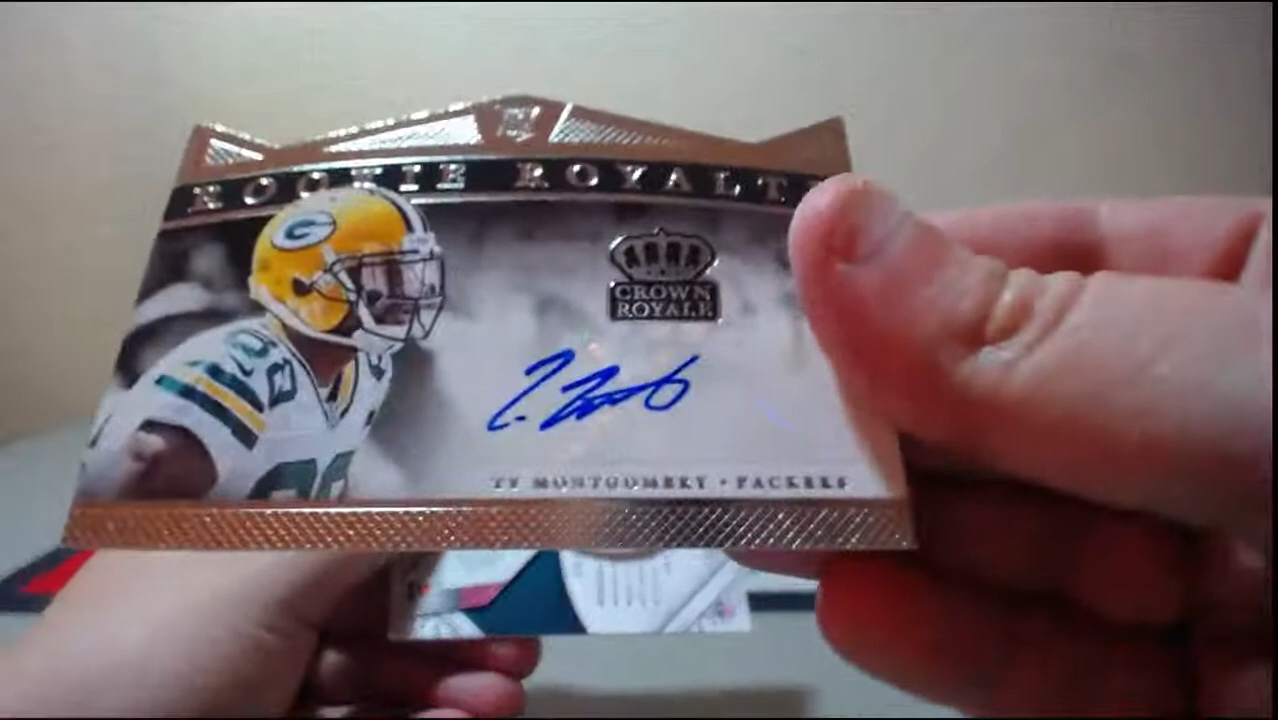 ROOKIE ROYALTY
G
CROWN
ROYALE
TY MONTGOMERY • PACKERS